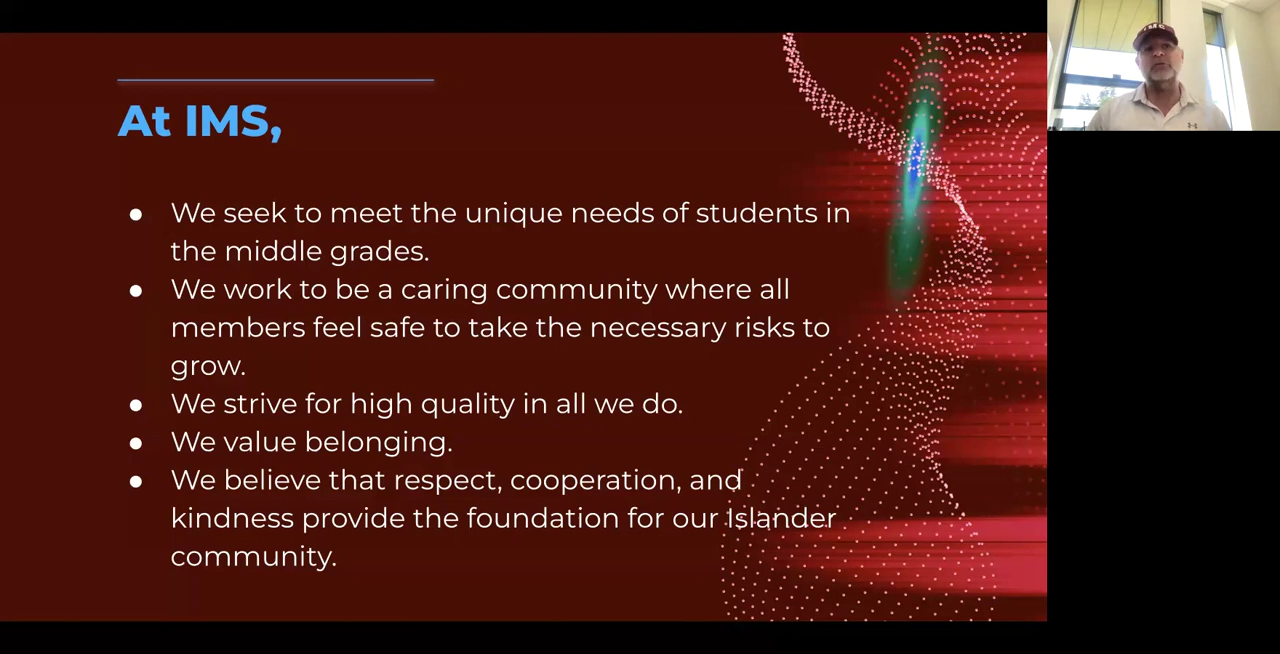 At IMS,
● We seek to meet the unique needs of students in
the middle grades.
● We work to be a caring community where all
members feel safe to take the necessary risks to
grow.
● We strive for high quality in all we do.
● We value belonging.
● We believe that respect, cooperation, and
kindness provide the foundation for our Islander
community.